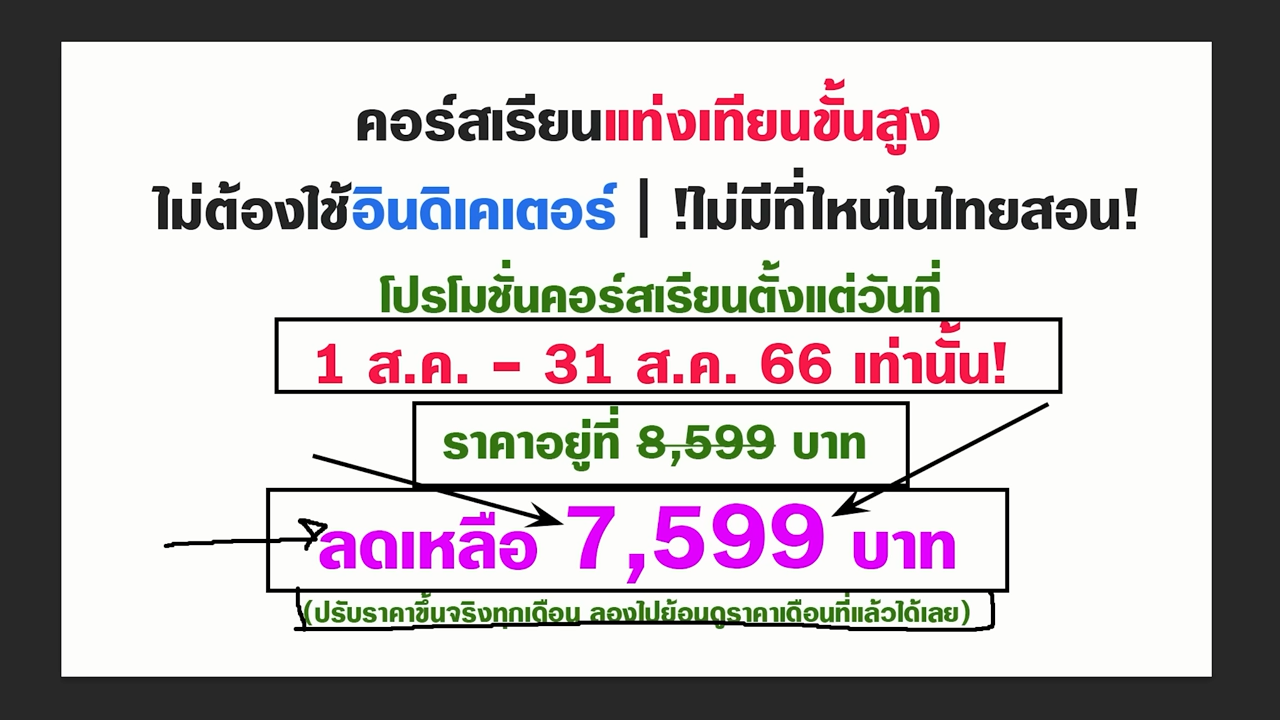 คอร์สเรียนแท่งเทียนขั้นสูง
ไม่ต้องใช้อินดิเคเตอร์ | !ไม่มีที่ไหนในไทยสอน!
โปรโมชั่นคอร์สเรียนตั้งแต่วันที่
1 ส.ค. - 31 ส.ค. 66 เท่านั้น!
ราคาอยู่ที่ 8,599 บาท
ลดเหลือ 7,599 บาท
(ปรับราคาขึ้นจริงทุกเดือน ลองไปย้อนดูราคาเดือนที่แล้วได้เลย)